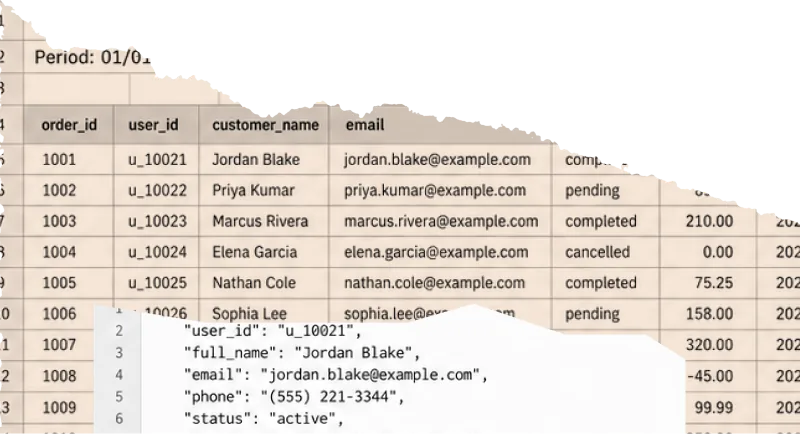 Period: 01/01
order_id user_id customer_name email
1001 u_10021 Jordan Blake jordan.blake@example.com
1002 u_10022 Priya Kumar priya.kumar@example.com pending
1003 u_10023 Marcus Rivera marcus.rivera@example.com completed 210.00
1004 u_10024 Elena Garcia elena.garcia@example.com cancelled 0.00
1005 u_10025 Nathan Cole nathan.cole@example.com completed 75.25
1006 Sophia Lee pending 158.00
1007 320.00
1008 -45.00
1009 99.99
2 "user_id": "u_10021",
3 "full_name": "Jordan Blake",
4 "email": "jordan.blake@example.com",
5 "phone": "(555) 221-3344",
6 "status": "active",